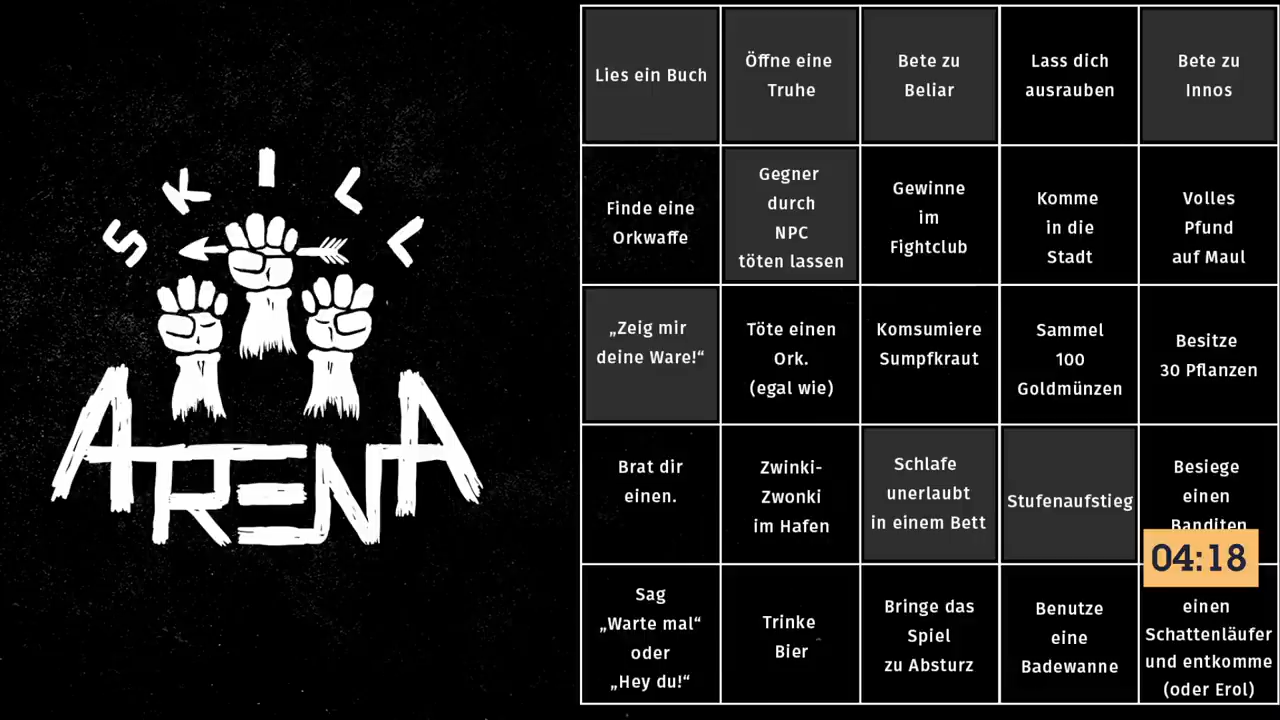 SKILL
ARENA
Lies ein Buch
Öffne eine
Truhe
Bete zu
Beliar
Lass dich
ausrauben
Bete zu
Innos
Finde eine
Orkwaffe
Gegner
durch
NPC
töten lassen
Gewinne
im
Fightclub
Komme
in die
Stadt
Volles
Pfund
auf Maul
„Zeig mir
deine Ware!“
Töte einen
Ork.
(egal wie)
Komsumiere
Sumpfkraut
Sammel
100
Goldmünzen
Besitze
30 Pflanzen
Brat dir
einen.
Zwinki-
Zwonki
im Hafen
Schlafe
unerlaubt
in einem Bett
Stufenaufstieg
Besiege
einen
Banditen
04:18
Sag
„Warte mal“
oder
„Hey du!“
Trinke
Bier
Bringe das
Spiel
zu Absturz
Benutze
eine
Badewanne
einen
Schattenläufer
und entkomme
(oder Erol)